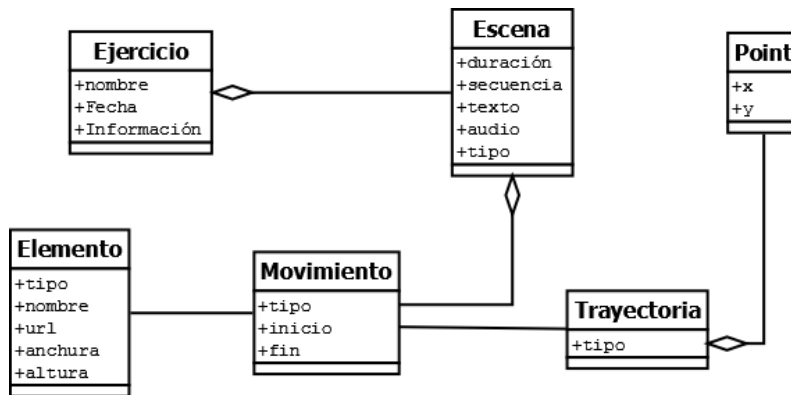 Ejercicio
+nombre
+Fecha
+Información
Escena
+duración
+secuencia
+texto
+audio
+tipo
Point
+x
+y
Elemento
+tipo
+nombre
+url
+anchura
+altura
Movimiento
+tipo
+inicio
+fin
Trayectoria
+tipo